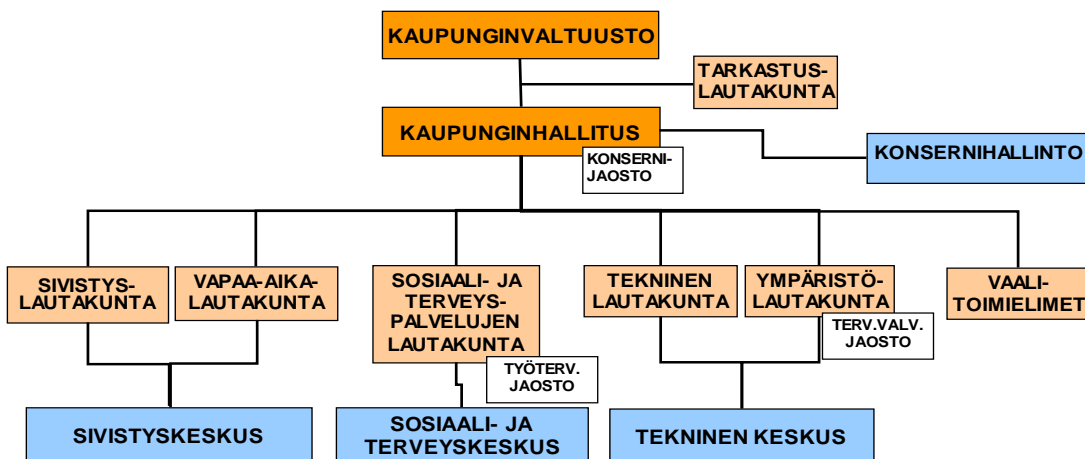 KAUPUNGINVALTUUSTO
TARKASTUS-
LAUTAKUNTA
KAUPUNGINHALLITUS
KONSERNI-
JAOSTO
KONSERNIHALLINTO
SIVISTYS-
LAUTAKUNTA
VAPAA-AIKA-
LAUTAKUNTA
SOSIAALI- JA
TERVEYS-
PALVELUJEN
LAUTAKUNTA
TYÖTERV.
JAOSTO
TEKNINEN
LAUTAKUNTA
YMPÄRISTÖ-
LAUTAKUNTA
TERV.VALV.
JAOSTO
VAALI-
TOIMIELIMET
SIVISTYSKESKUS
SOSIAALI- JA
TERVEYSKESKUS
TEKNINEN KESKUS